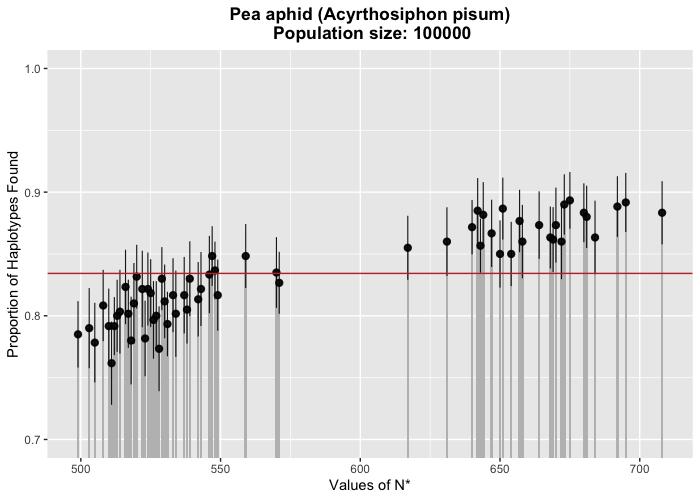 Pea aphid (Acyrthosiphon pisum)
Population size: 100000
Proportion of Haplotypes Found
1.0
0.9
0.8
0.7
500 550 600 650 700
Values of N*